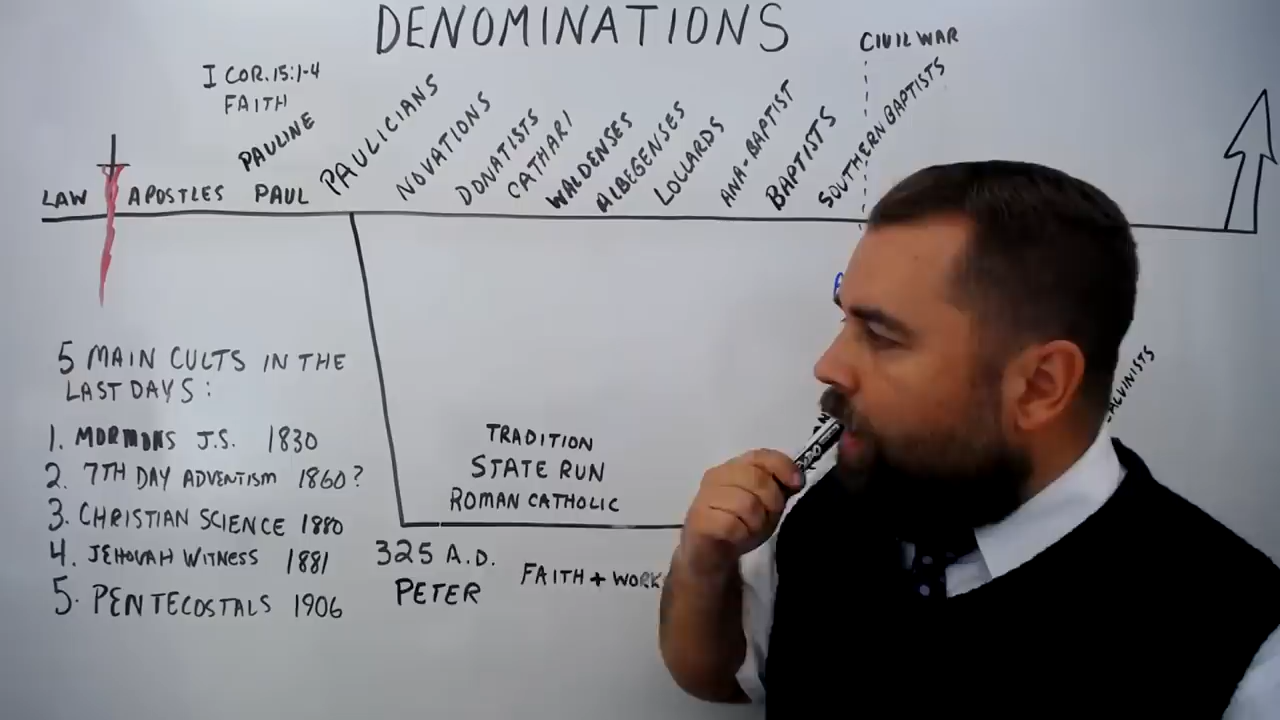 DENOMINATIONS
CIVIL WAR
I COR. 15:1-4
FAITH
PAULINE
LAW
APOSTLES
PAUL
PAULICIANS
NOVATIONS
DONATISTS
CATHARI
WALDENSES
ALBEGENSES
LOLLARDS
ANA-BAPTIST
BAPTISTS
SOUTHERN BAPTISTS
5 MAIN CULTS IN THE
LAST DAYS:
1. MORMONS J.S. 1830
2. 7TH DAY ADVENTISM 1860?
3. CHRISTIAN SCIENCE 1880
4. JEHOVAH WITNESS 1881
5. PENTECOSTALS 1906
TRADITION
STATE RUN
ROMAN CATHOLIC
325 A.D.
PETER
FAITH + WORK
CALVINISTS
EXPO